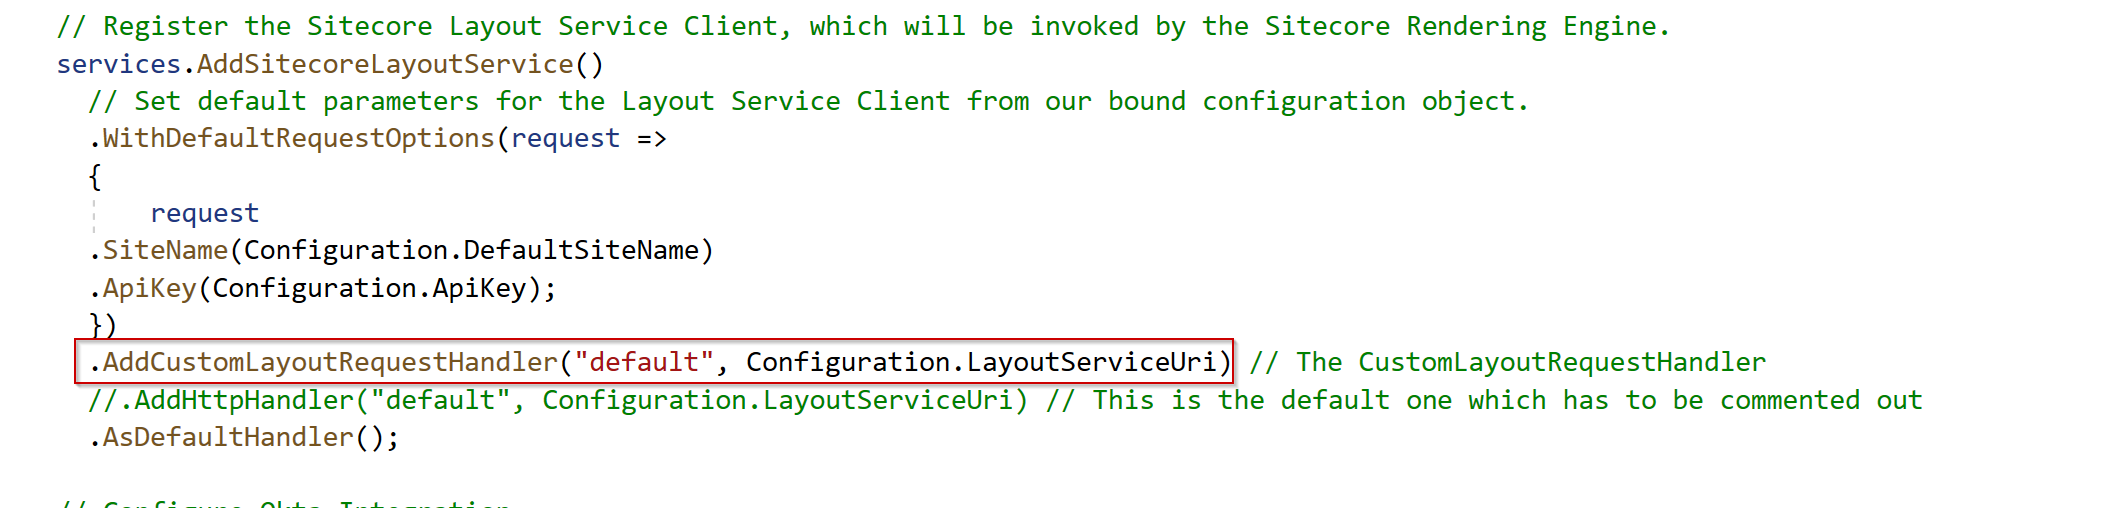 // Register the Sitecore Layout Service Client, which will be invoked by the Sitecore Rendering Engine.
services.AddSitecoreLayoutService()
// Set default parameters for the Layout Service Client from our bound configuration object.
.WithDefaultRequestOptions(request =>
{
request
.SiteName(Configuration.DefaultSiteName)
.ApiKey(Configuration.ApiKey);
})
.AddCustomLayoutRequestHandler("default", Configuration.LayoutServiceUri) // The CustomLayoutRequestHandler
//.AddHttpHandler("default", Configuration.LayoutServiceUri) // This is the default one which has to be commented out
.AsDefaultHandler();
// Configure Okta Integration